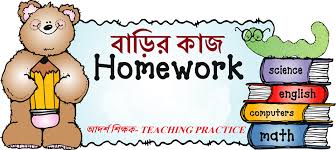 বাড়ির কাজ
Homework
আদর্শ শিক্ষক- TEACHING PRACTICE
science
english
computers
math